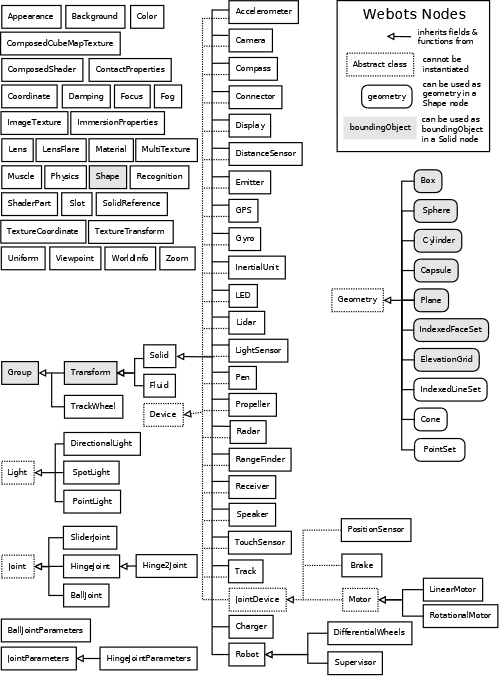 Appearance
Background
Color
ComposedCubeMapTexture
ComposedShader
ContactProperties
Coordinate
Damping
Focus
Fog
ImageTexture
ImmersionProperties
Lens
LensFlare
Material
MultiTexture
Muscle
Physics
Shape
Recognition
ShaderPart
Slot
SolidReference
TextureCoordinate
TextureTransform
Uniform
Viewpoint
WorldInfo
Zoom
Group
Transform
Solid
Fluid
TrackWheel
Device
Light
DirectionalLight
SpotLight
PointLight
Joint
SliderJoint
HingeJoint
Hinge2Joint
BallJoint
BallJointParameters
JointParameters
HingeJointParameters
Accelerometer
Camera
Compass
Connector
Display
DistanceSensor
Emitter
GPS
Gyro
InertialUnit
LED
Lidar
LightSensor
Pen
Propeller
Radar
RangeFinder
Receiver
Speaker
TouchSensor
Track
JointDevice
Charger
Robot
PositionSensor
Brake
Motor
LinearMotor
RotationalMotor
DifferentialWheels
Supervisor
Webots Nodes
inherits fields &
functions from
Abstract class
cannot be
instantiated
geometry
can be used as
geometry in a
Shape node
boundingObject
can be used as
boundingObject
in a Solid node
Geometry
Box
Sphere
Cylinder
Capsule
Plane
IndexedFaceSet
ElevationGrid
IndexedLineSet
Cone
PointSet